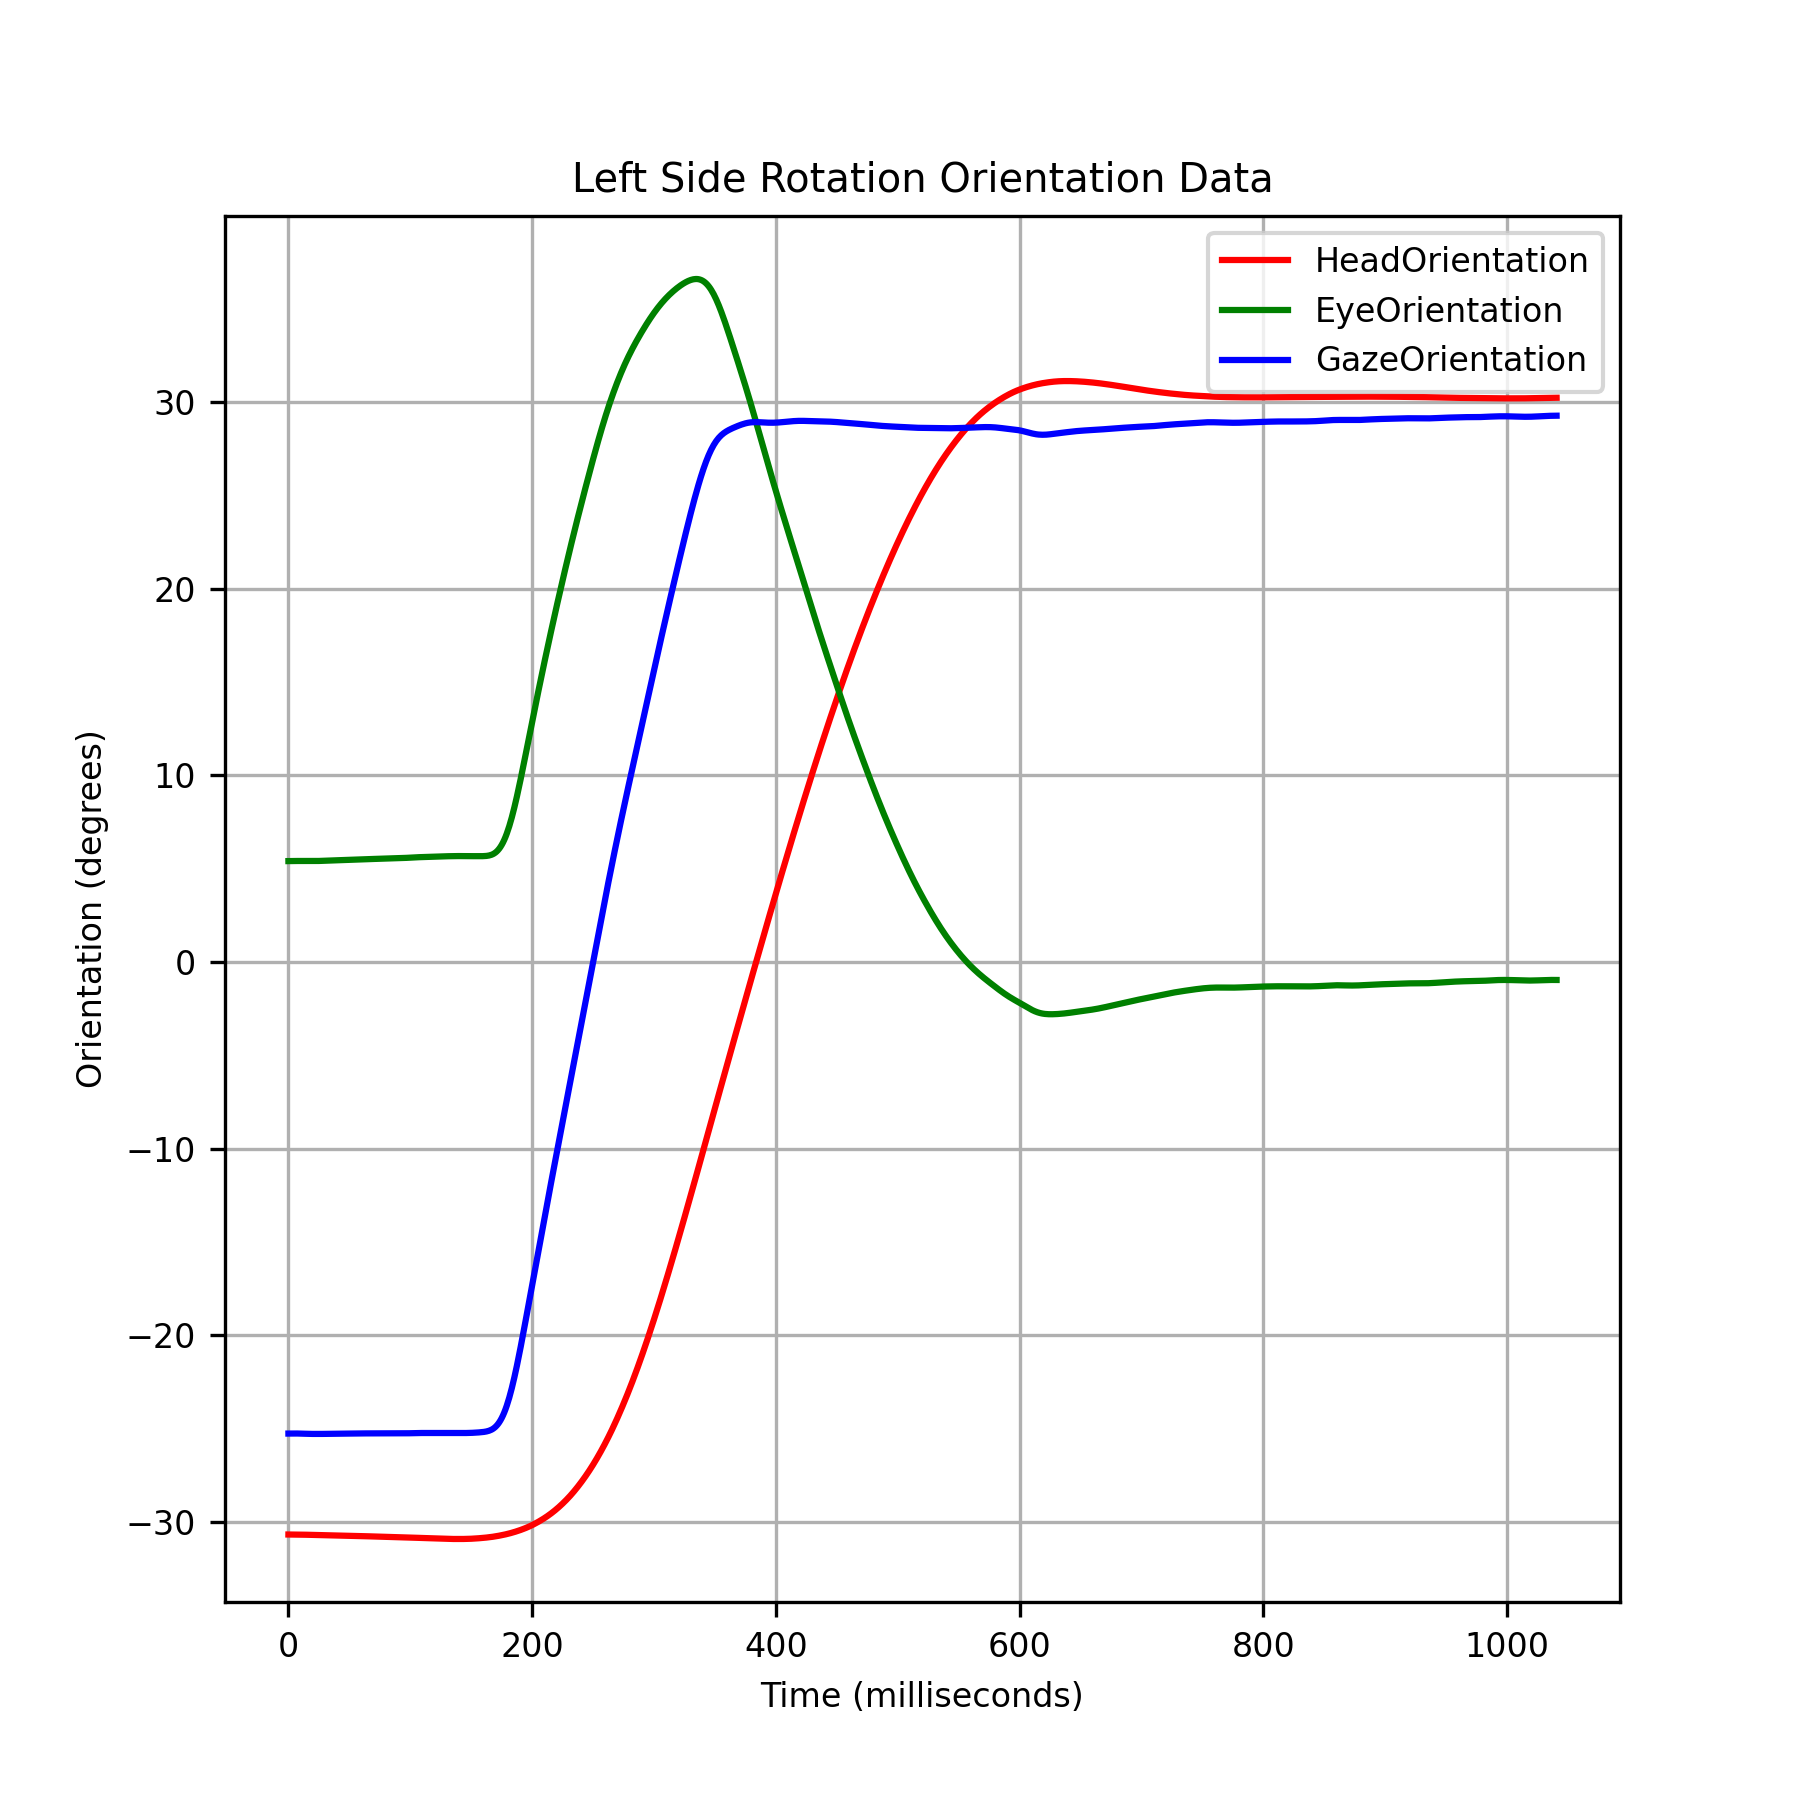 Left Side Rotation Orientation Data
HeadOrientation
EyeOrientation
GazeOrientation
Orientation (degrees)
30
20
10
0
−10
−20
−30
0 200 400 600 800 1000
Time (milliseconds)